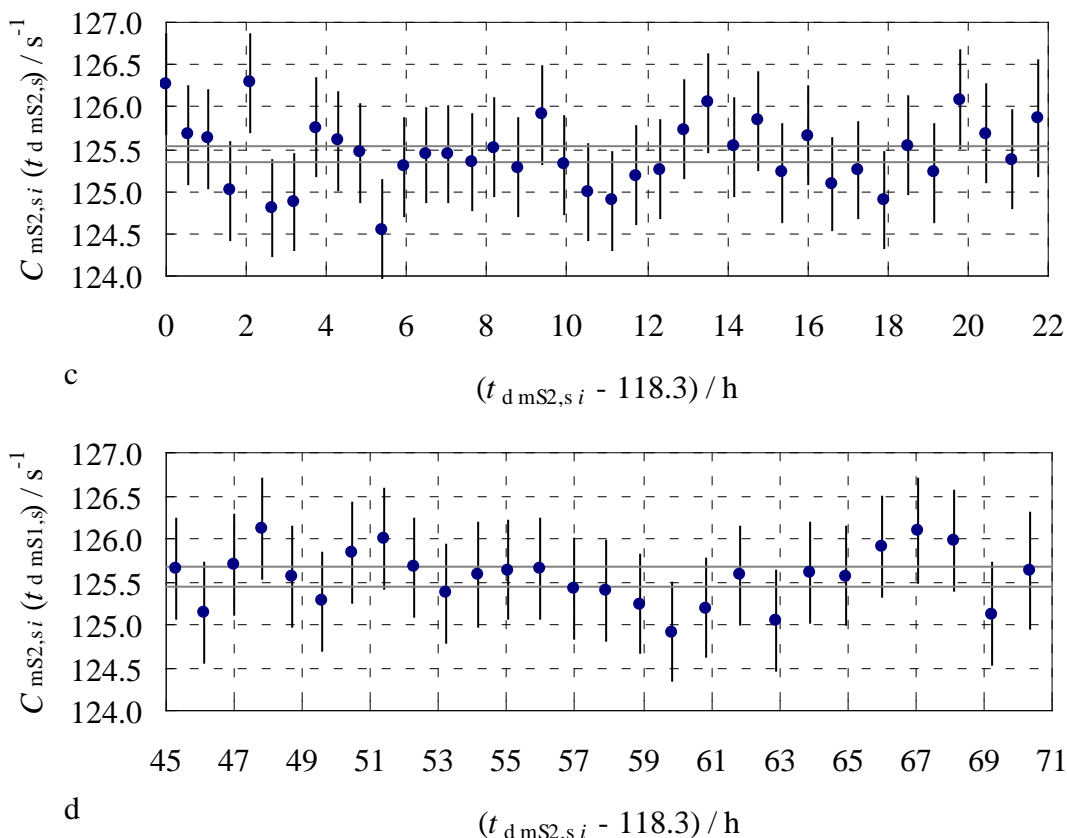 127.0
126.5
126.0
125.5
125.0
124.5
124.0
C mS2,s i (t d mS2,s) / s-1
0 2 4 6 8 10 12 14 16 18 20 22
c
(t d mS2,s i - 118.3) / h
127.0
126.5
126.0
125.5
125.0
124.5
124.0
C mS2,s i (t d mS1,s) / s-1
45 47 49 51 53 55 57 59 61 63 65 67 69 71
d
(t d mS2,s i - 118.3) / h